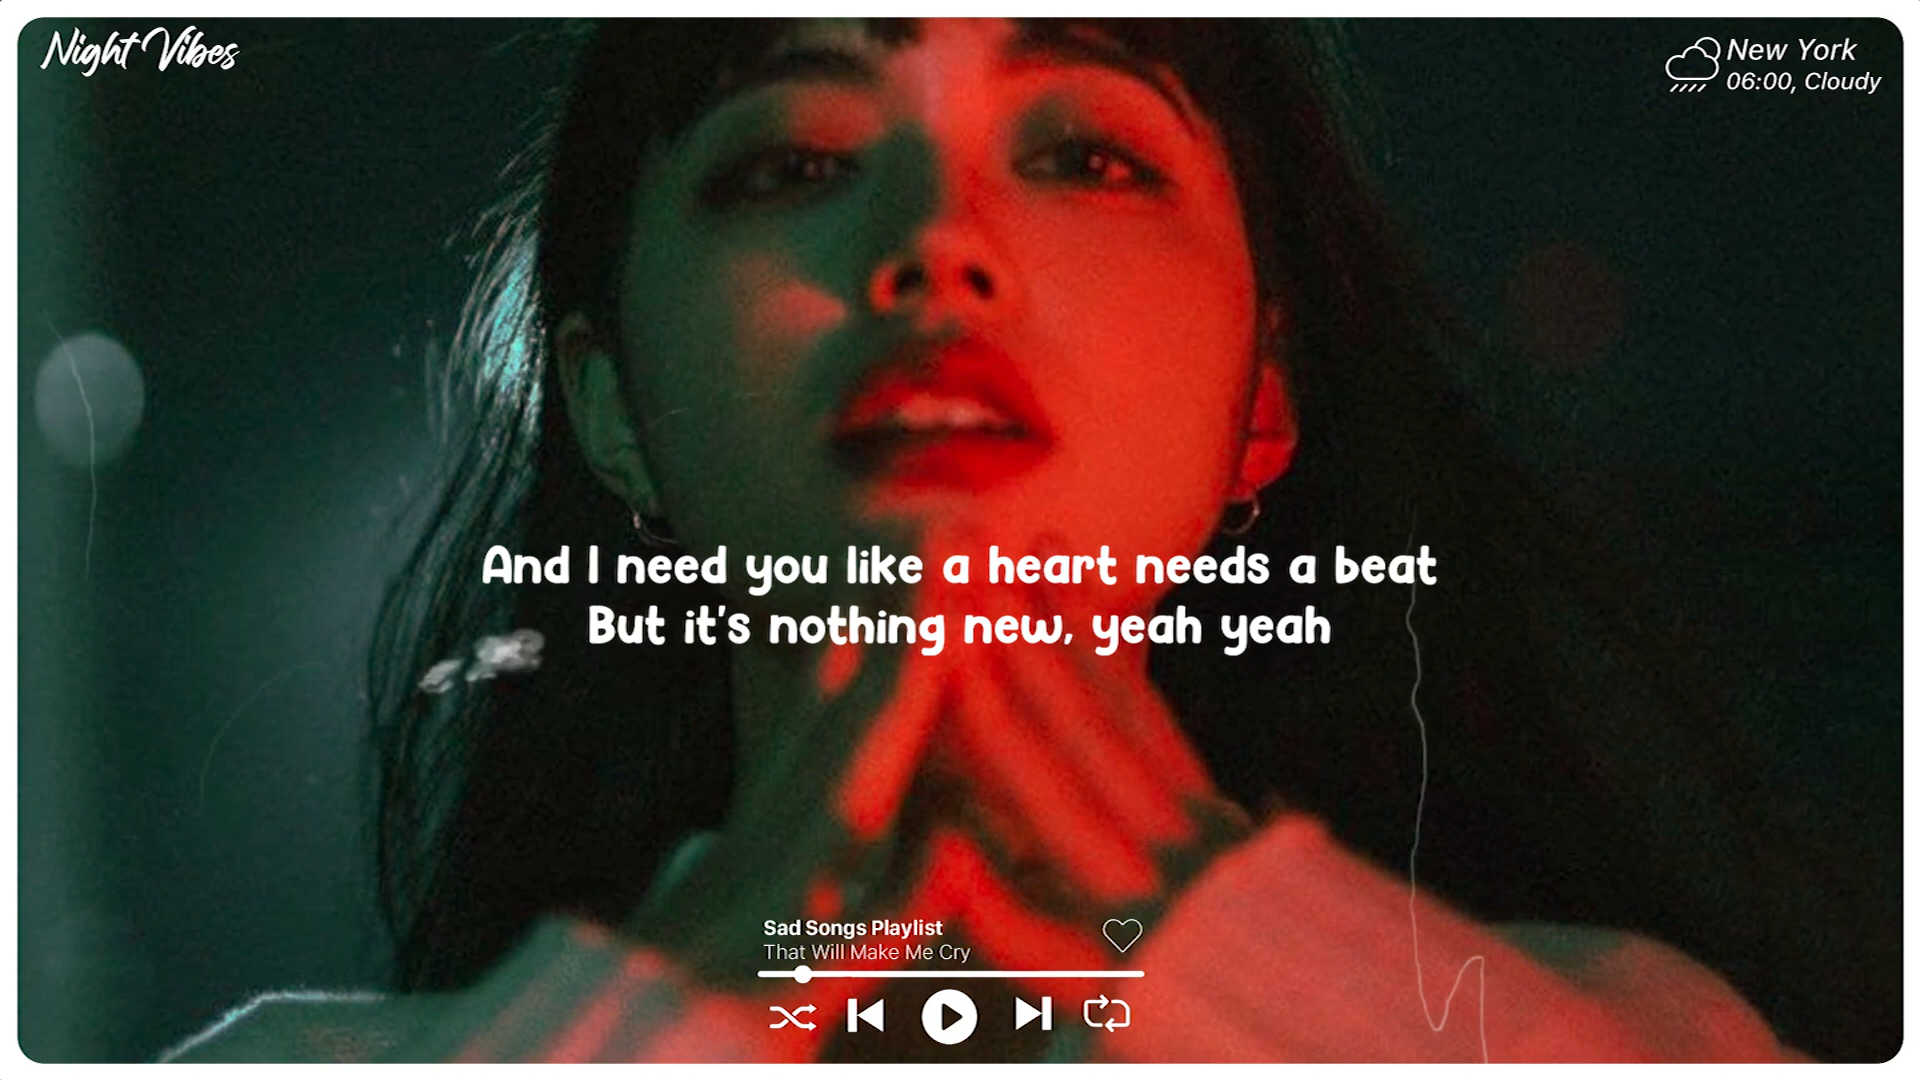 Night Vibes
New York
06:00, Cloudy
And I need you like a heart needs a beat
But it's nothing new, yeah yeah
Sad Songs Playlist
That Will Make Me Cry